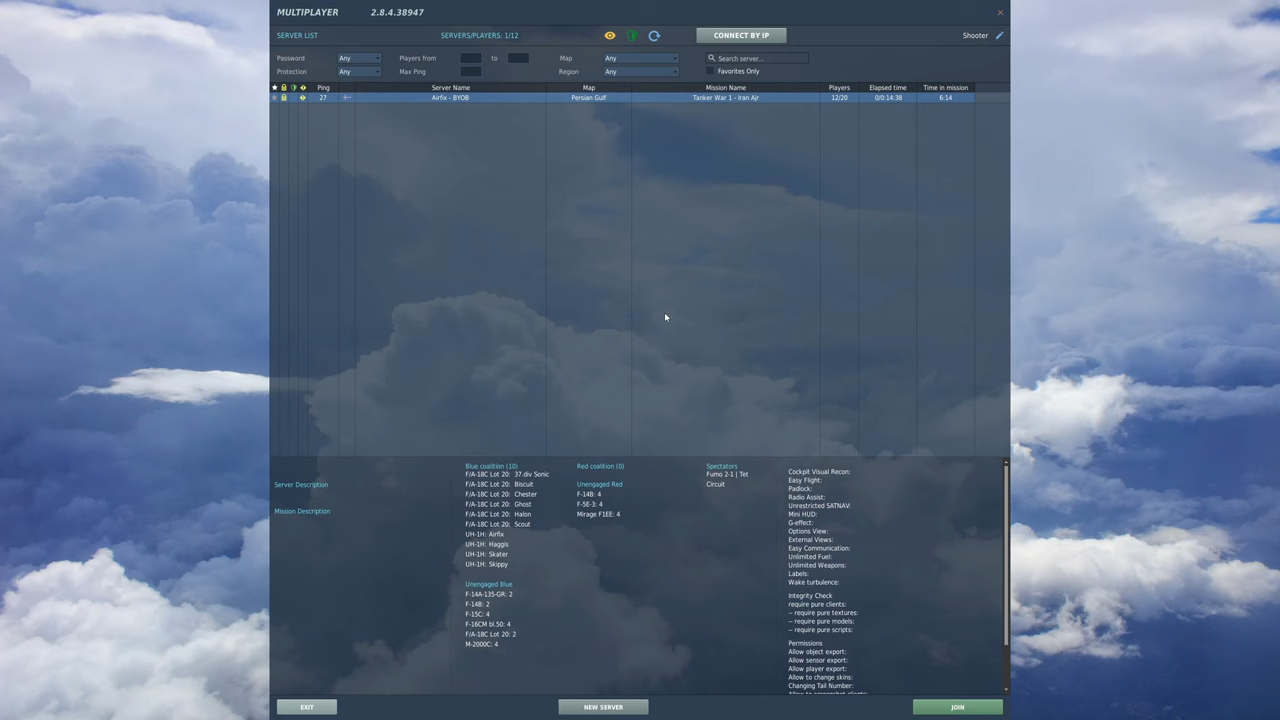 MULTIPLAYER 2.8.4.38947
SERVER LIST SERVERS/PLAYERS: 1/12 CONNECT BY IP Shooter
Password Any Players from to Map Any Search server...
Protection Any Max Ping Region Any Favorites Only
Ping Server Name Map Mission Name Players Elapsed time Time in mission
27 Airfix - BYOB Persian Gulf Tanker War 1 - Iran Ajr 12/20 0/0:14:38 6:14
Server Description
Mission Description
Blue coalition (10)
F/A-18C Lot 20: 37.div Sonic
F/A-18C Lot 20: Biscuit
F/A-18C Lot 20: Chester
F/A-18C Lot 20: Ghost
F/A-18C Lot 20: Halon
F/A-18C Lot 20: Scout
UH-1H: Airfix
UH-1H: Haggis
UH-1H: Skater
UH-1H: Skippy
Unengaged Blue
F-14A-135-GR: 2
F-14B: 2
F-15C: 4
F-16CM bl.50: 4
F/A-18C Lot 20: 2
M-2000C: 4
Red coalition (0)
Unengaged Red
F-14B: 4
F-5E-3: 4
Mirage F1EE: 4
Spectators
Fumo 2-1 | Tet
Circuit
Cockpit Visual Recon:
Easy Flight:
Padlock:
Radio Assist:
Unrestricted SATNAV:
Mini HUD:
G-effect:
Options View:
External Views:
Easy Communication:
Unlimited Fuel:
Unlimited Weapons:
Labels:
Wake turbulence:
Integrity Check
require pure clients:
-- require pure textures:
-- require pure models:
-- require pure scripts:
Permissions
Allow object export:
Allow sensor export:
Allow player export:
Allow to change skins:
Changing Tail Number:
EXIT NEW SERVER JOIN